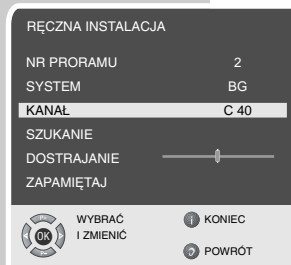 RĘCZNA INSTALACJA
NR PRORAMU 2
SYSTEM BG
KANAŁ C 40
SZUKANIE
DOSTRAJANIE
ZAPAMIĘTAJ
WYBRAĆ
I ZMIENIĆ
OK
KONIEC
POWRÓT